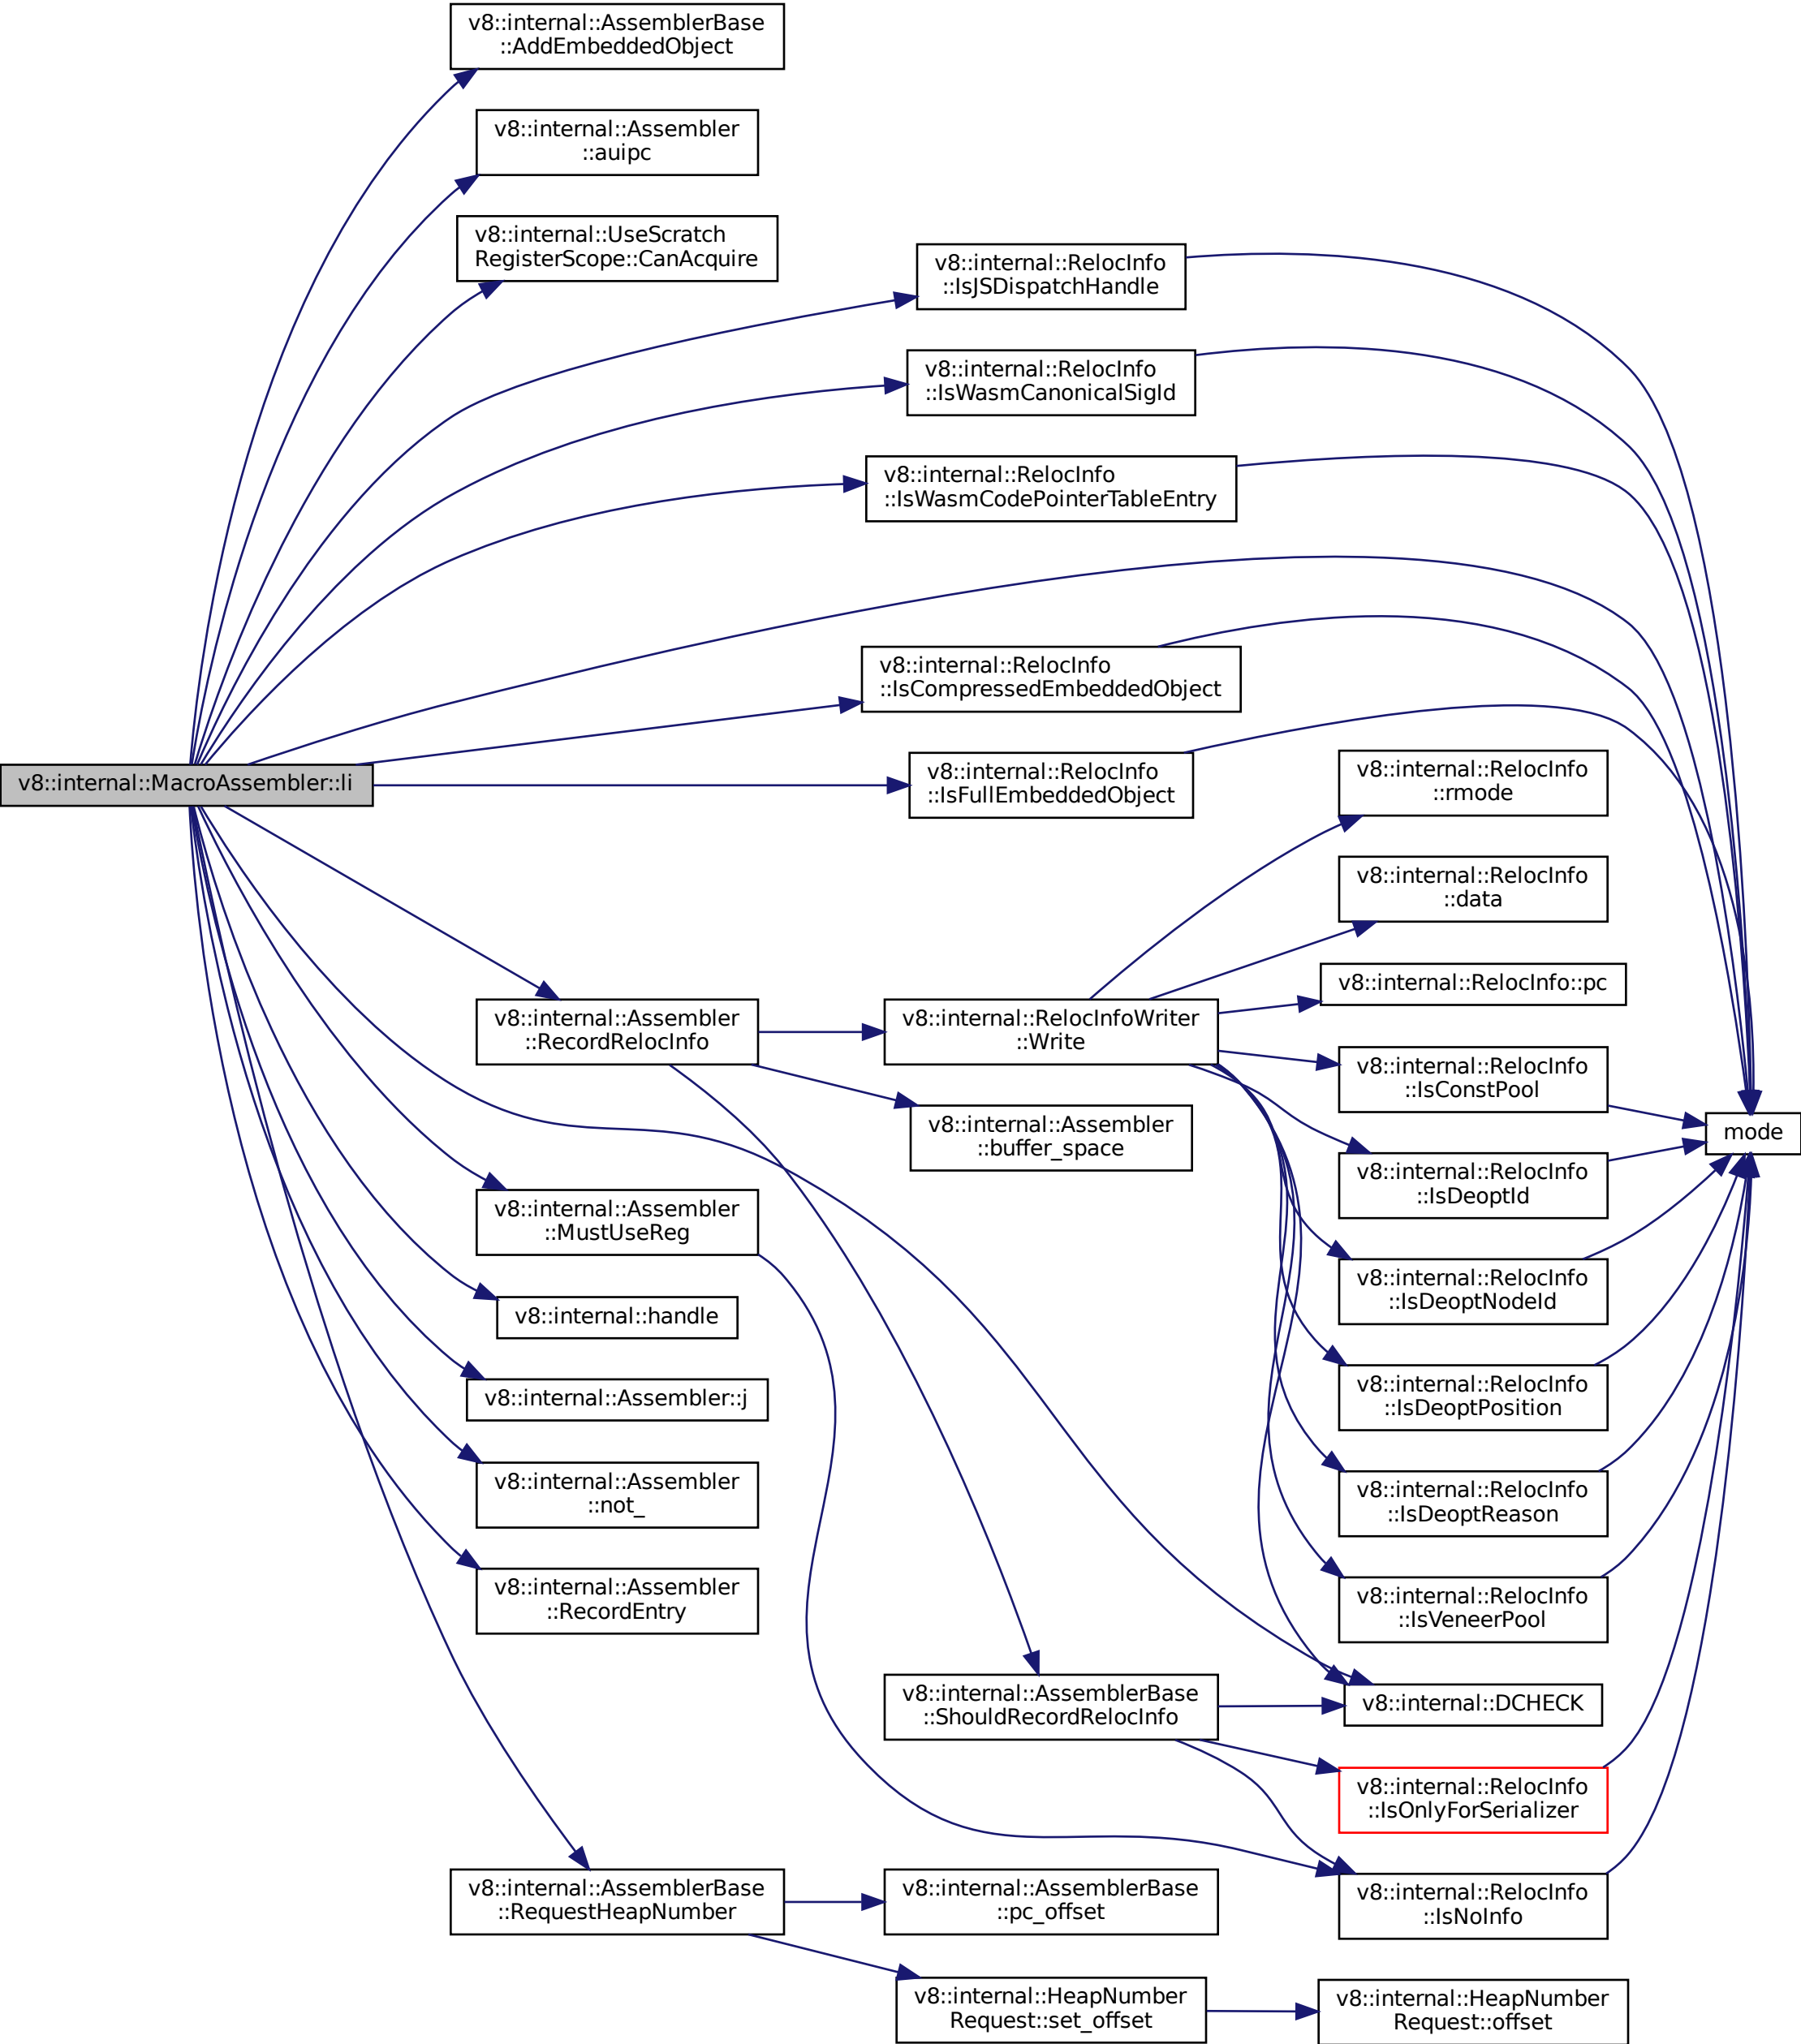 v8::internal::AssemblerBase
::AddEmbeddedObject
v8::internal::Assembler
::auipc
v8::internal::UseScratch
RegisterScope::CanAcquire
v8::internal::RelocInfo
::IsJSDispatchHandle
v8::internal::RelocInfo
::IsWasmCanonicalSigId
v8::internal::RelocInfo
::IsWasmCodePointerTableEntry
v8::internal::RelocInfo
::IsCompressedEmbeddedObject
v8::internal::MacroAssembler::li
v8::internal::RelocInfo
::IsFullEmbeddedObject
v8::internal::RelocInfo
::rmode
v8::internal::RelocInfo
::data
v8::internal::RelocInfo::pc
v8::internal::Assembler
::RecordRelocInfo
v8::internal::RelocInfoWriter
::Write
v8::internal::RelocInfo
::IsConstPool
mode
v8::internal::Assembler
::buffer_space
v8::internal::RelocInfo
::IsDeoptId
v8::internal::Assembler
::MustUseReg
v8::internal::RelocInfo
::IsDeoptNodeId
v8::internal::handle
v8::internal::RelocInfo
::IsDeoptPosition
v8::internal::Assembler::j
v8::internal::Assembler
::not_
v8::internal::RelocInfo
::IsDeoptReason
v8::internal::Assembler
::RecordEntry
v8::internal::RelocInfo
::IsVeneerPool
v8::internal::AssemblerBase
::ShouldRecordRelocInfo
v8::internal::DCHECK
v8::internal::RelocInfo
::IsOnlyForSerializer
v8::internal::AssemblerBase
::RequestHeapNumber
v8::internal::AssemblerBase
::pc_offset
v8::internal::RelocInfo
::IsNoInfo
v8::internal::HeapNumber
Request::set_offset
v8::internal::HeapNumber
Request::offset